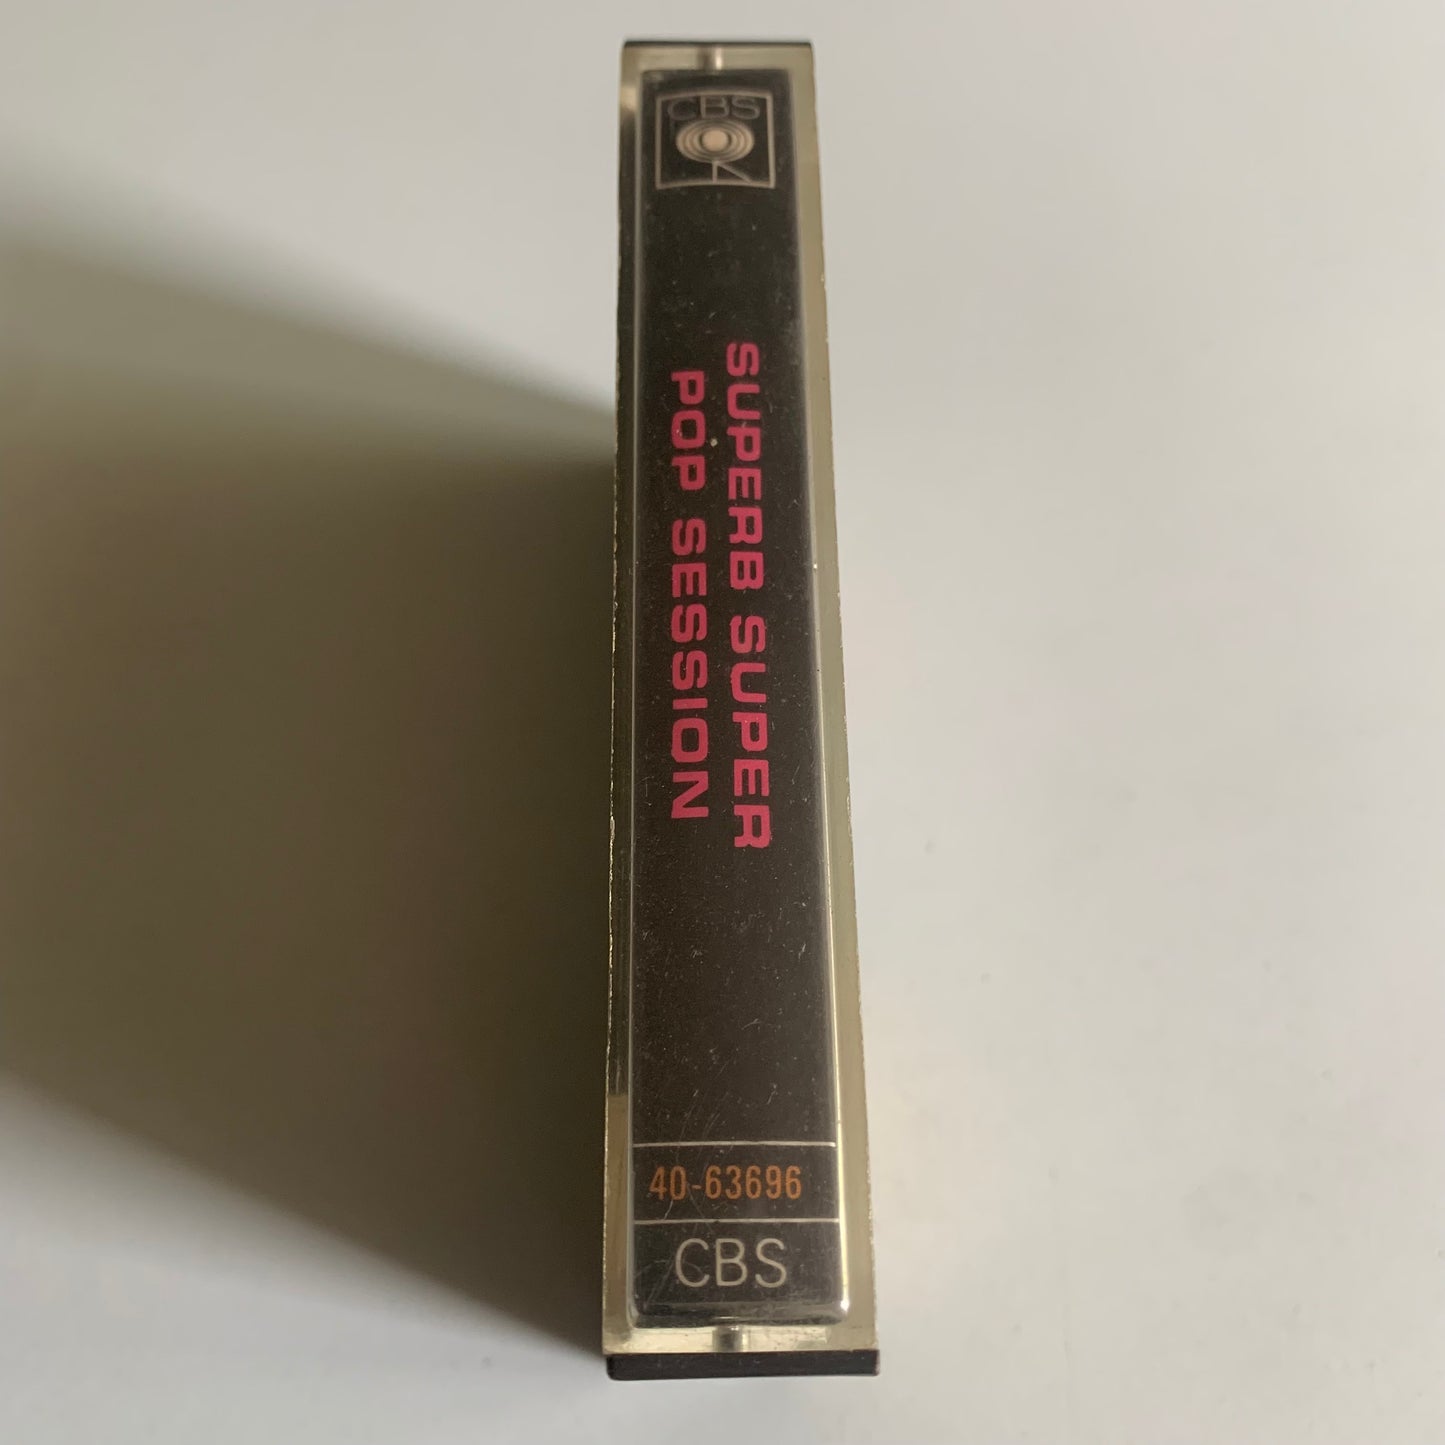 CBS
SUPERB SUPER
POP SESSION
40-63696
CBS